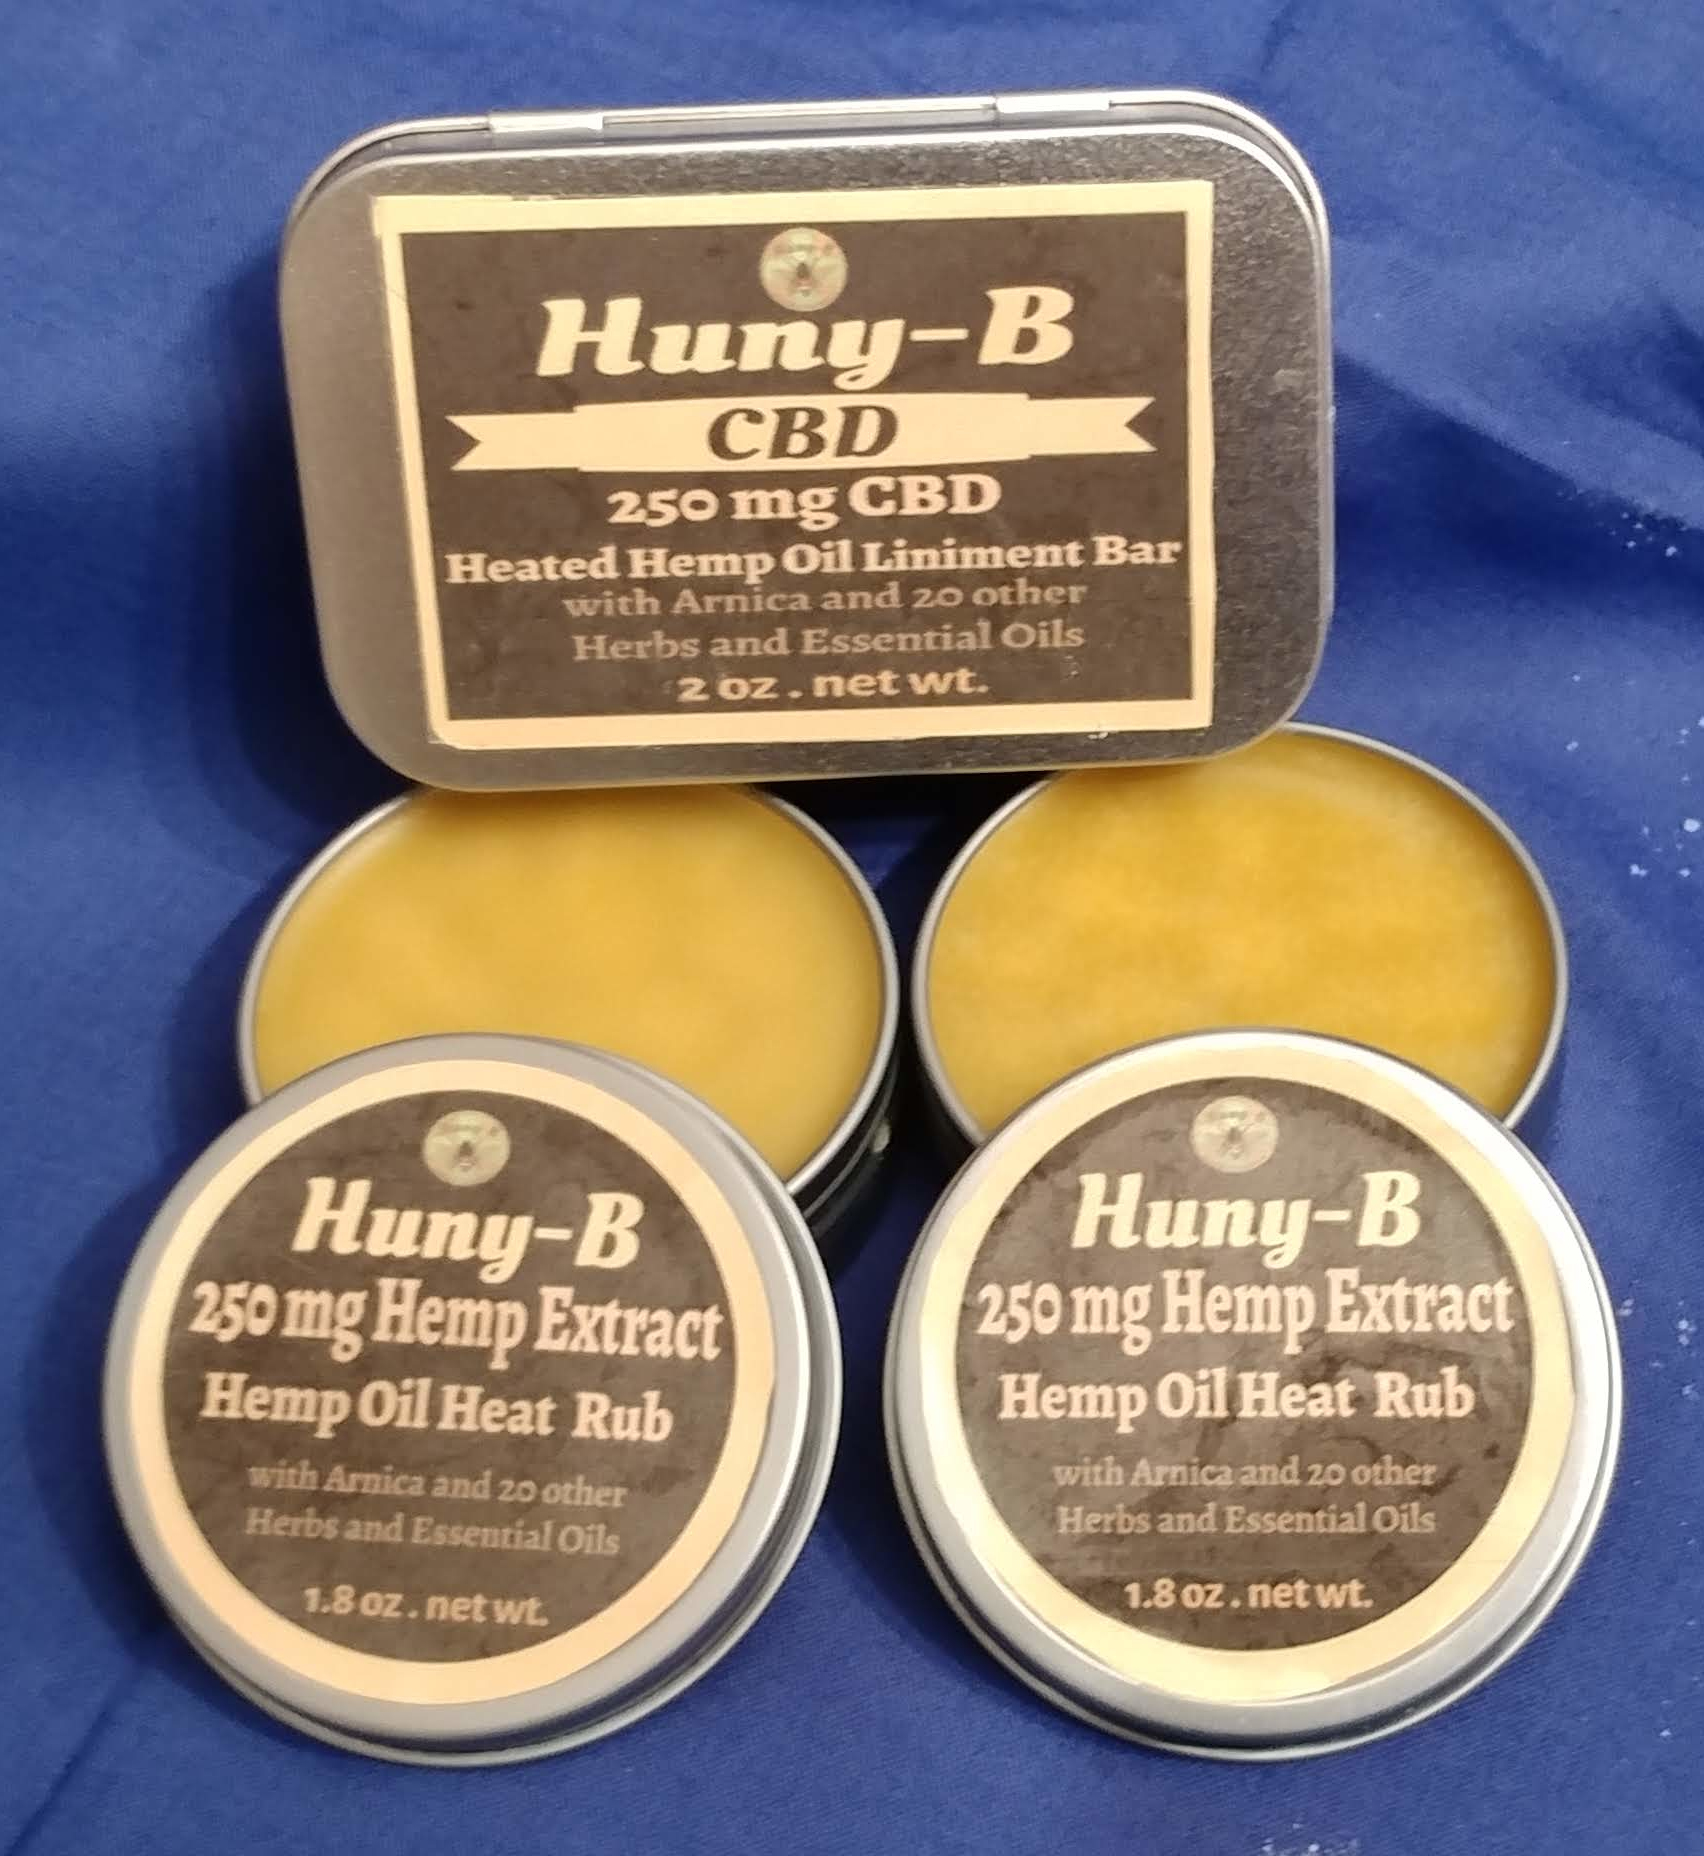 Huny-B
CBD
250 mg CBD
Heated Hemp Oil Liniment Bar
with Arnica and 20 other
Herbs and Essential Oils
2 oz . net wt.
Huny-B
250 mg Hemp Extract
Hemp Oil Heat Rub
with Arnica and 20 other
Herbs and Essential Oils
1.8 oz . net wt.
Huny-B
250 mg Hemp Extract
Hemp Oil Heat Rub
with Arnica and 20 other
Herbs and Essential Oils
1.8 oz . net wt.